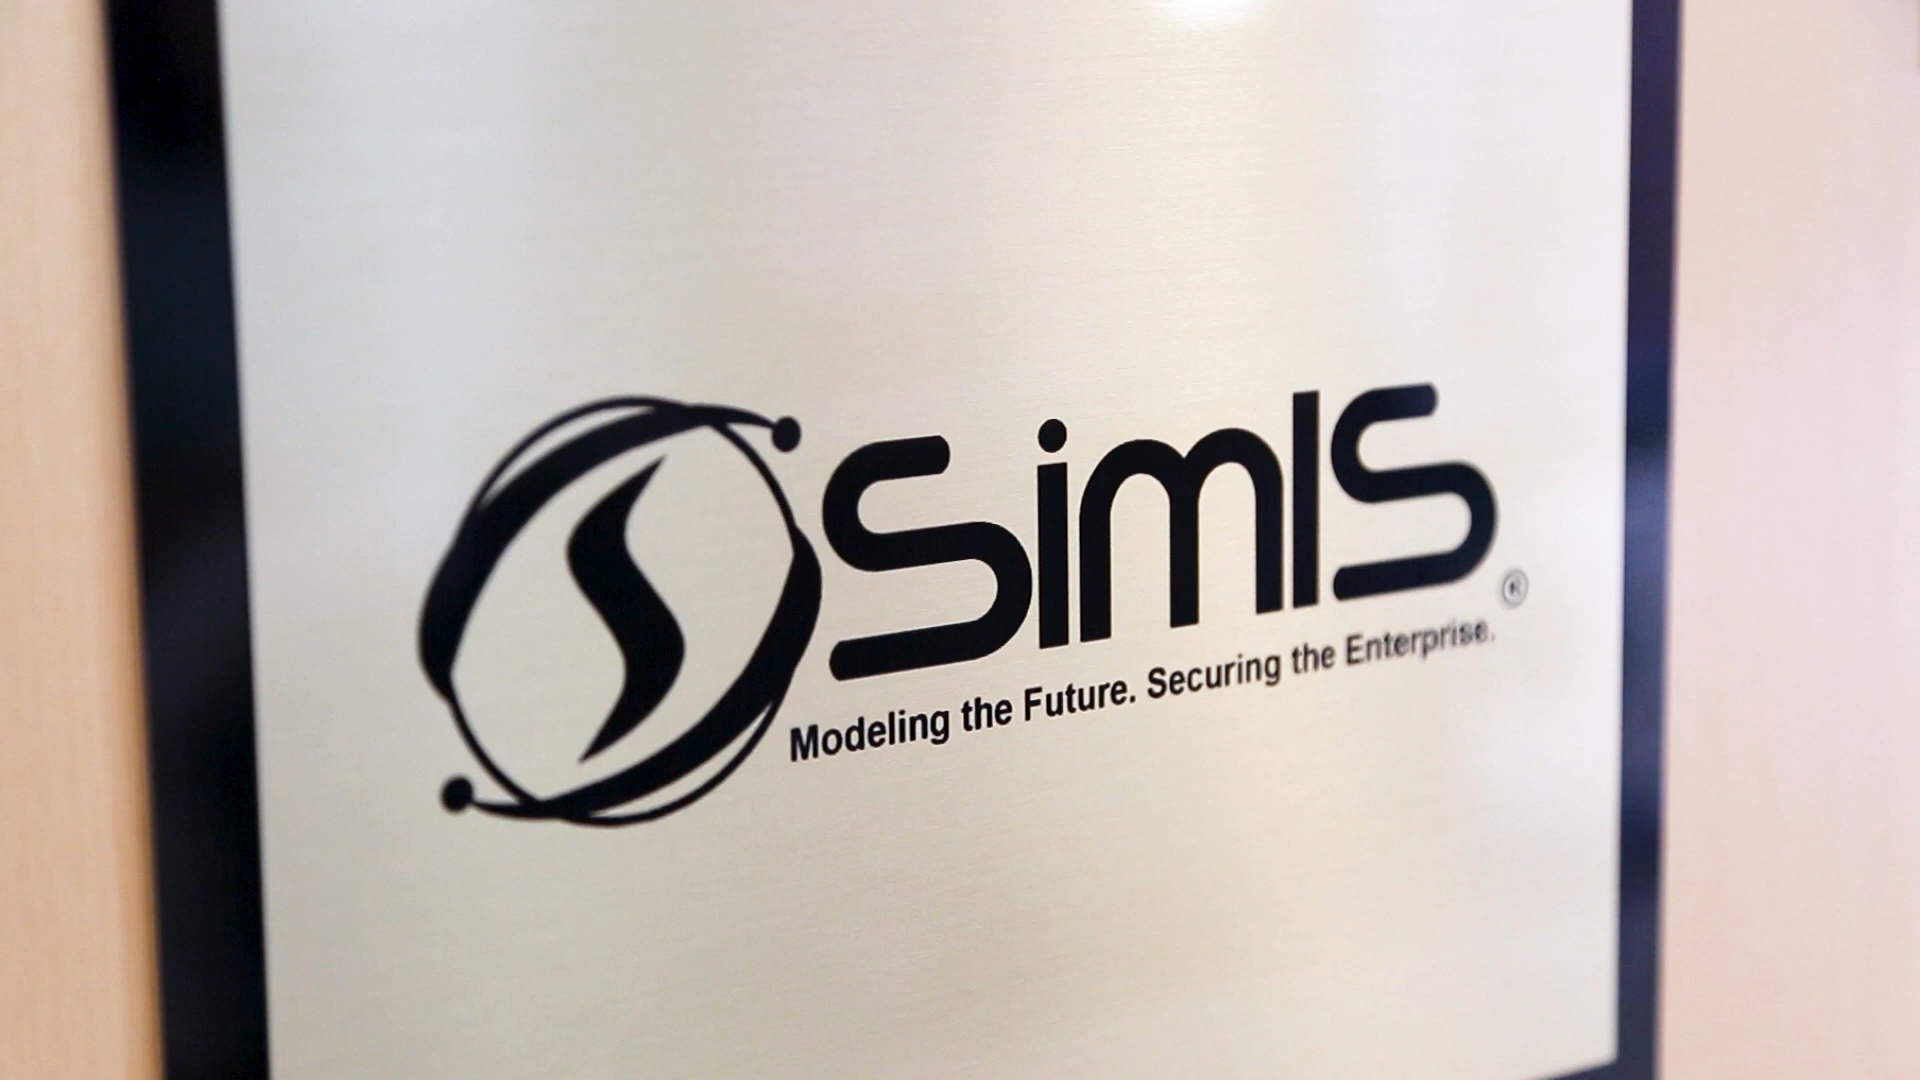 SimIS ®
Modeling the Future. Securing the Enterprise.